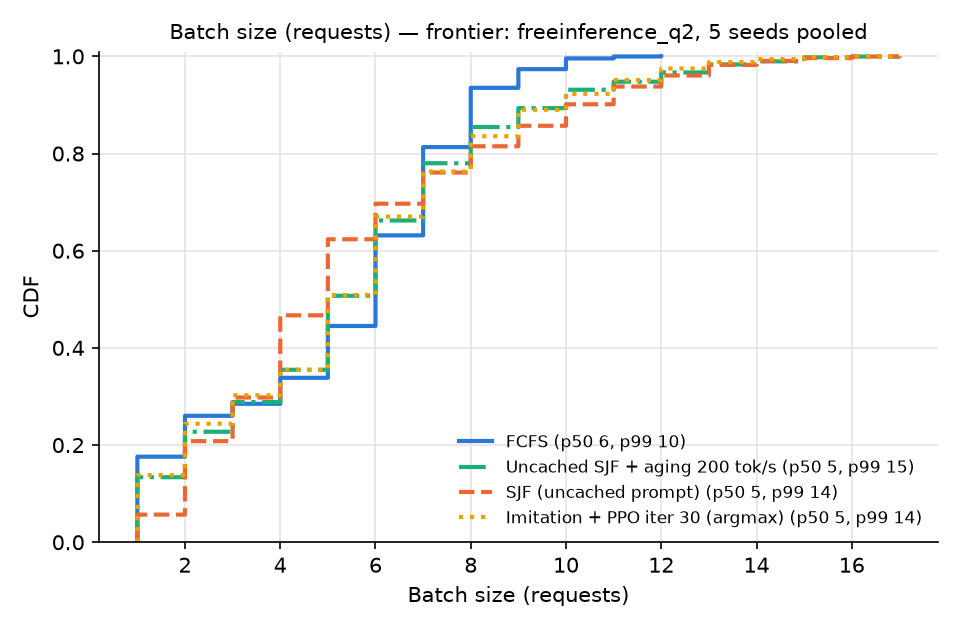 Batch size (requests) — frontier: freeinference_q2, 5 seeds pooled
1.0
0.8
0.6
0.4
0.2
0.0
CDF
FCFS (p50 6, p99 10)
Uncached SJF + aging 200 tok/s (p50 5, p99 15)
SJF (uncached prompt) (p50 5, p99 14)
Imitation + PPO iter 30 (argmax) (p50 5, p99 14)
2 4 6 8 10 12 14 16
Batch size (requests)